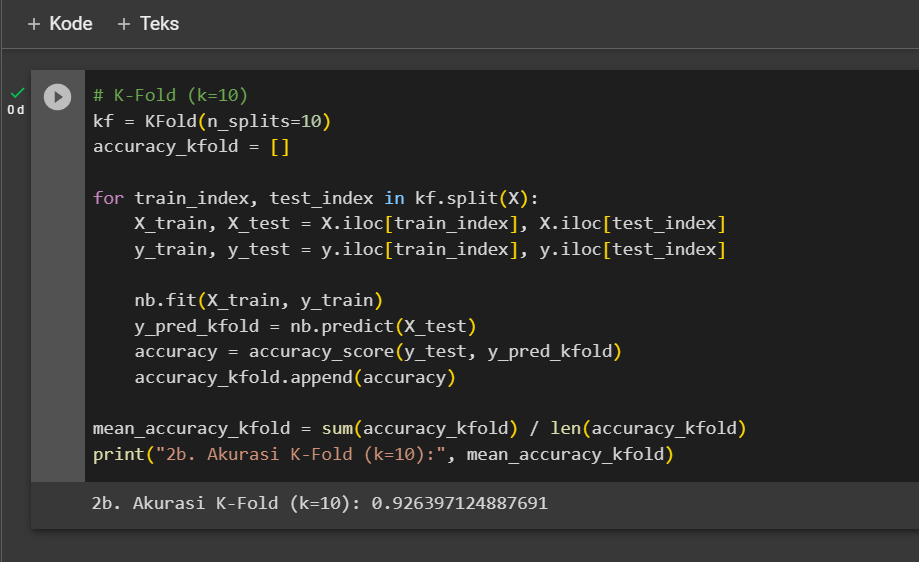 + Kode + Teks
# K-Fold (k=10)
0 d
kf = KFold(n_splits=10)
accuracy_kfold = []
for train_index, test_index in kf.split(X):
    X_train, X_test = X.iloc[train_index], X.iloc[test_index]
    y_train, y_test = y.iloc[train_index], y.iloc[test_index]
    nb.fit(X_train, y_train)
    y_pred_kfold = nb.predict(X_test)
    accuracy = accuracy_score(y_test, y_pred_kfold)
    accuracy_kfold.append(accuracy)
mean_accuracy_kfold = sum(accuracy_kfold) / len(accuracy_kfold)
print("2b. Akurasi K-Fold (k=10):", mean_accuracy_kfold)
2b. Akurasi K-Fold (k=10): 0.926397124887691